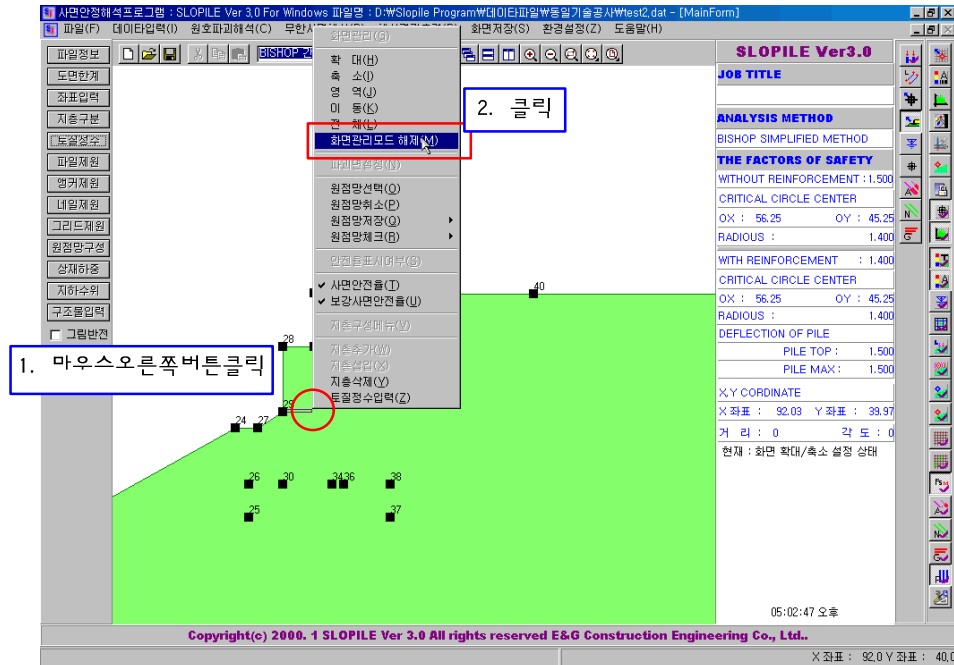 사면안정해석프로그램 : SLOPILE Ver 3.0 For Windows 파일명 : D:₩Slopile Program₩데이타파일₩동일기술공사₩test2.dat - [MainForm]
파일(F) 데이타입력(I) 원호파괴해석(C) 화면저장(S) 환경설정(Z) 도움말(H)
파일정보
도면한계
좌표입력
지층구분
토질정수
파일제원
앵커제원
네일제원
그리드제원
원점망구성
상재하중
지하수위
구조물입력
그림반전
화면관리(G)
확 대(H)
축 소(I)
영 역(J)
이 동(K)
전 체(L)
화면관리모드 해제(M)
파괴면설정(N)
원점망선택(O)
원점망취소(P)
원점망저장(Q)
원점망체크(R)
안전율표시여부(S)
사면안전율(T)
보강사면안전율(U)
지층구성메뉴(V)
지층추가(W)
지층삽입(X)
지층삭제(Y)
토질정수입력(Z)
1. 마우스오른쪽버튼클릭
2. 클릭
40
28
29
24 27
26 30 34 36 38
25 37
SLOPILE Ver3.0
JOB TITLE
ANALYSIS METHOD
BISHOP SIMPLIFIED METHOD
THE FACTORS OF SAFETY
WITHOUT REINFORCEMENT : 1.500
CRITICAL CIRCLE CENTER
OX : 56.25 OY : 45.25
RADIOUS : 1.400
WITH REINFORCEMENT : 1.400
CRITICAL CIRCLE CENTER
OX : 56.25 OY : 45.25
RADIOUS : 1.400
DEFLECTION OF PILE
PILE TOP : 1.500
PILE MAX : 1.500
X,Y CORDINATE
X 좌표 : 92.03 Y 좌표 : 39.97
거 리 : 0 각 도 : 0
현재 : 화면 확대/축소 설정 상태
05:02:47 오후
Copyright(c) 2000. 1 SLOPILE Ver 3.0 All rights reserved E&G Construction Engineering Co., Ltd..
X 좌표 : 92.0 Y 좌표 : 40.0